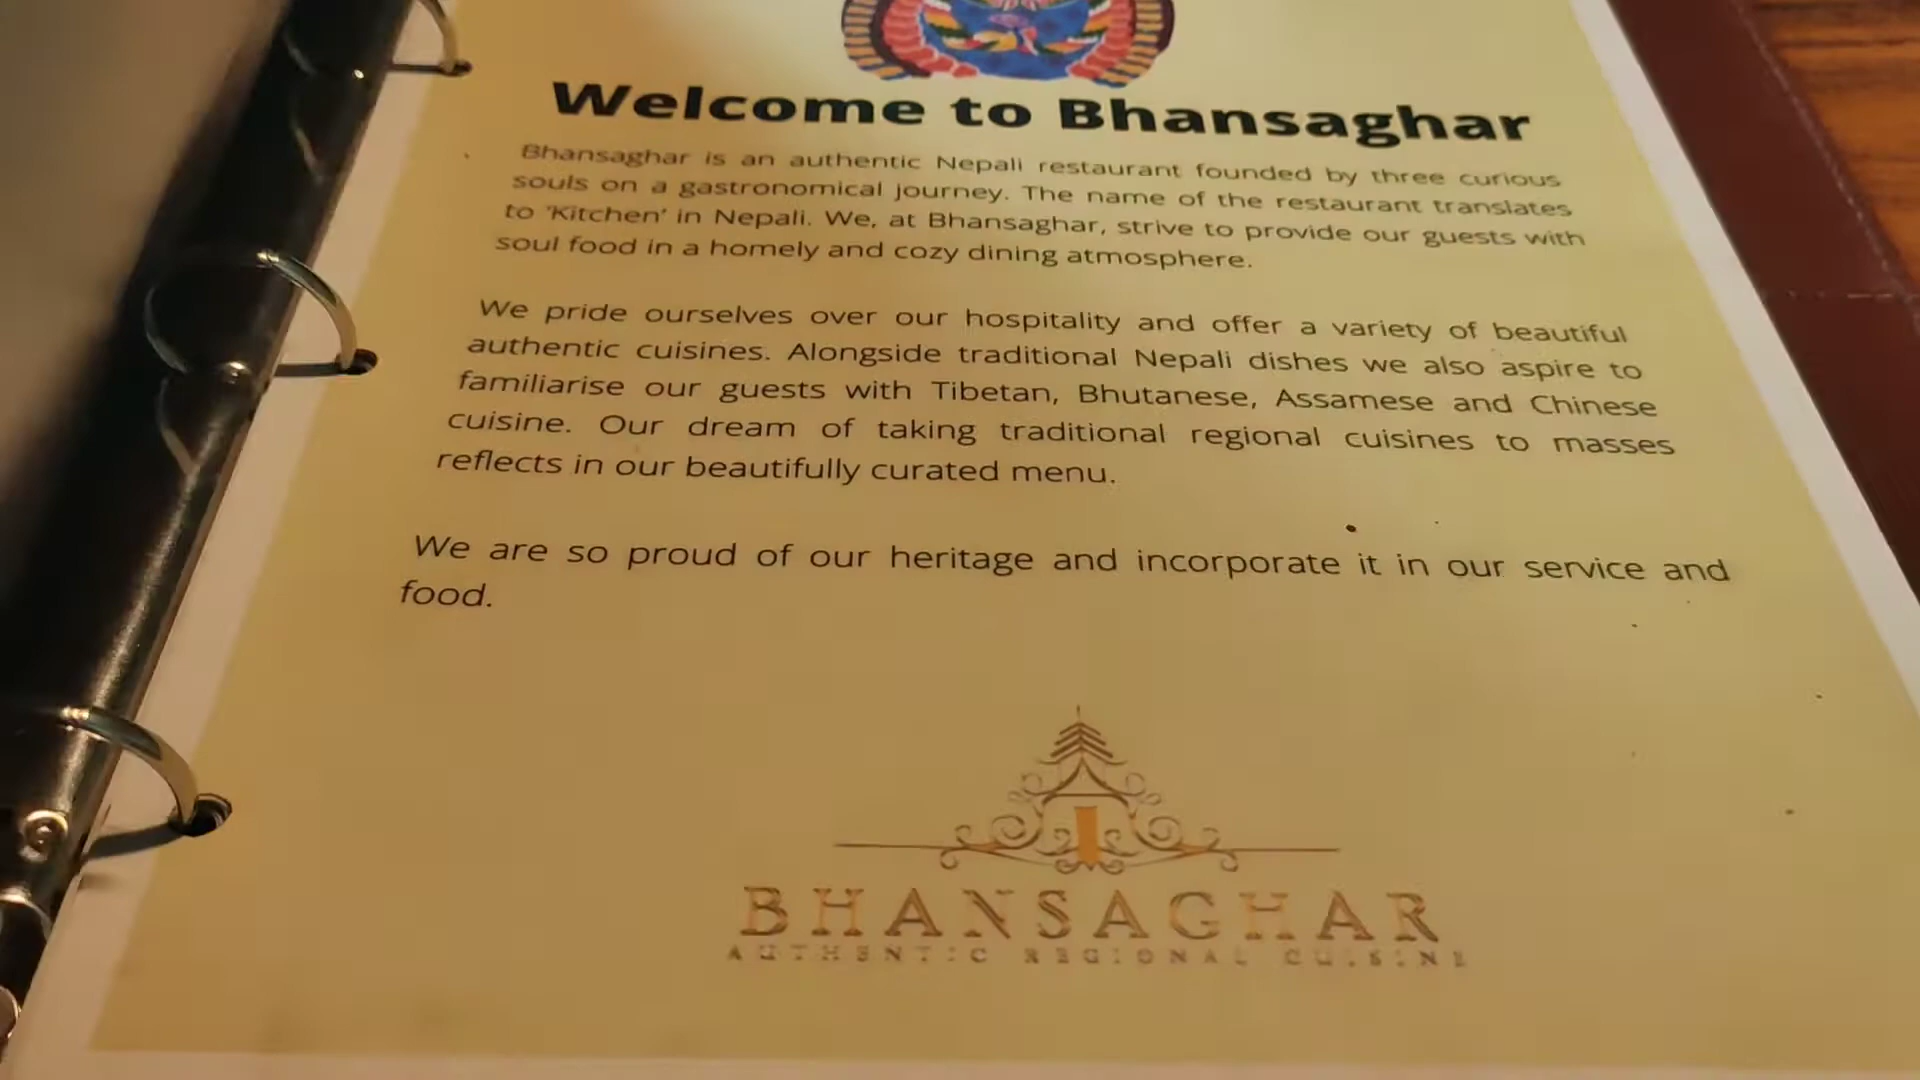 Welcome to Bhansaghar
Bhansaghar is an authentic Nepali restaurant founded by three curious
souls on a gastronomical journey. The name of the restaurant translates
to 'Kitchen' in Nepali. We, at Bhansaghar, strive to provide our guests with
soul food in a homely and cozy dining atmosphere.
We pride ourselves over our hospitality and offer a variety of beautiful
authentic cuisines. Alongside traditional Nepali dishes we also aspire to
familiarise our guests with Tibetan, Bhutanese, Assamese and Chinese
cuisine. Our dream of taking traditional regional cuisines to masses
reflects in our beautifully curated menu.
We are so proud of our heritage and incorporate it in our service and
food.
BHANSAGHAR
AUTHENTIC REGIONAL CUISINE